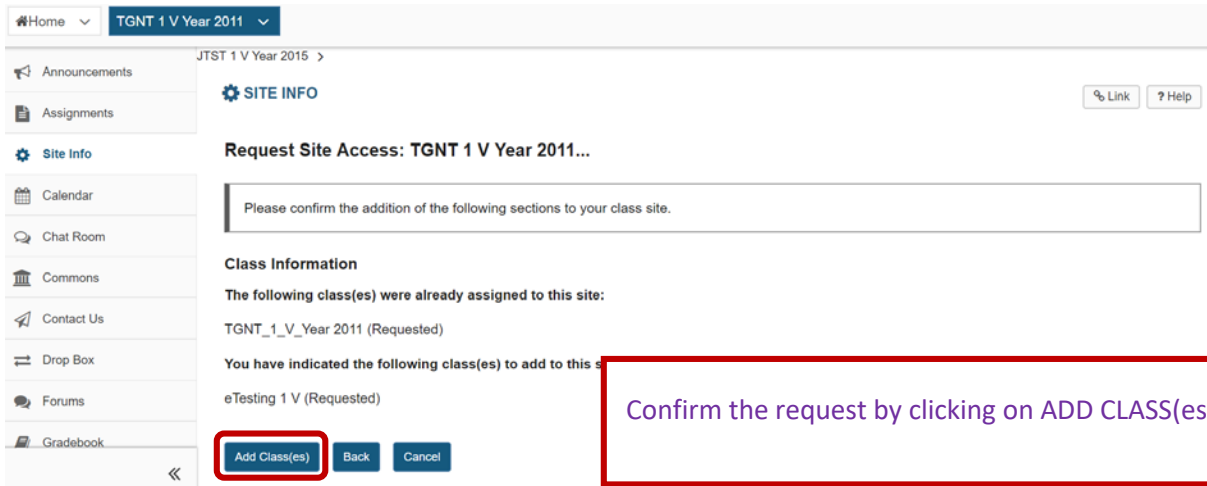 Home
TGNT 1 V Year 2011
JTST 1 V Year 2015 >
Announcements
Assignments
Site Info
Calendar
Chat Room
Commons
Contact Us
Drop Box
Forums
Gradebook
«
SITE INFO
Link
? Help
Request Site Access: TGNT 1 V Year 2011...
Please confirm the addition of the following sections to your class site.
Class Information
The following class(es) were already assigned to this site:
TGNT_1_V_Year 2011 (Requested)
You have indicated the following class(es) to add to this s
eTesting 1 V (Requested)
Confirm the request by clicking on ADD CLASS(es
Add Class(es)
Back
Cancel